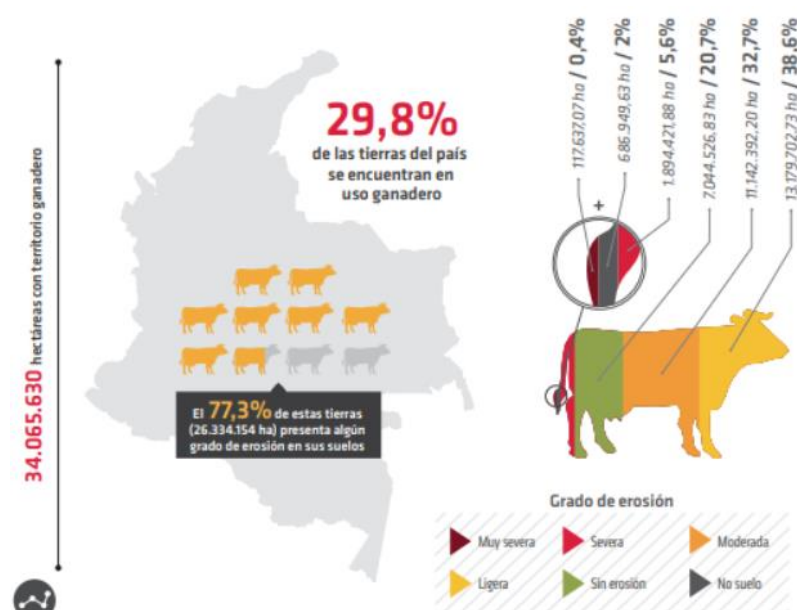 34.065.630 hectáreas con territorio ganadero
29,8%
de las tierras del país
se encuentran en
uso ganadero
El 77,3% de estas tierras
(26.334.154 ha) presenta algún
grado de erosión en sus suelos
117.637,07 ha / 0,4%
686.949,63 ha / 2%
1.894.421,88 ha / 5,6%
7.044.526,83 ha / 20,7%
11.142.392,20 ha / 32,7%
13.179.702,73 ha / 38,6%
+
Grado de erosión
Muy severa
Severa
Moderada
Ligera
Sin erosión
No suelo